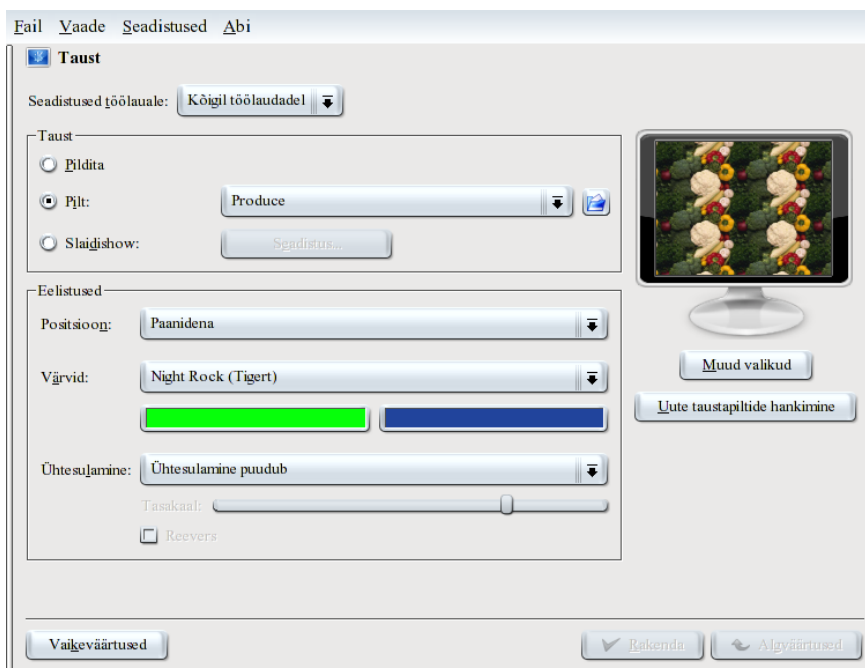 Fail Vaade Seadistused Abi
Taust
Seadistused töölauale: Kõigil töölaudadel
Taust
Pildita
Pilt: Produce
Slaidishow: Seadistus...
Eelistused
Positsioon: Paanidena
Värvid: Night Rock (Tigert)
Ühtesulamine: Ühtesulamine puudub
Tasakaal:
Reevers
Muud valikud
Uute taustapiltide hankimine
Vaikeväärtused
Rakenda
Algväärtused